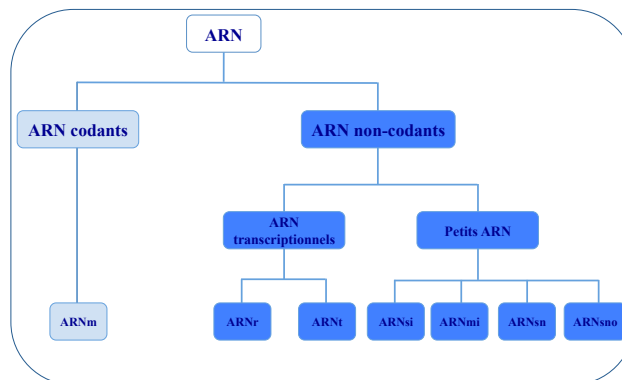 ARN
ARN codants
ARN non-codants
ARN
transcriptionnels
Petits ARN
ARNm
ARNr
ARNt
ARNsi
ARNmi
ARNsn
ARNsno